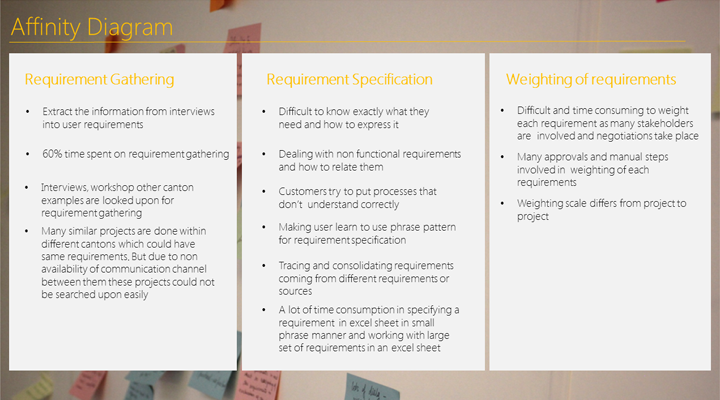 Affinity Diagram
Requirement Gathering
• Extract the information from interviews
into user requirements
• 60% time spent on requirement gathering
• Interviews, workshop other canton
examples are looked upon for
requirement gathering
• Many similar projects are done within
different cantons which could have
same requirements, But due to non
availability of communication channel
between them these projects could not
be searched upon easily
Requirement Specification
• Difficult to know exactly what they
need and how to express it
• Dealing with non functional requirements
and how to relate them
• Customers try to put processes that
don't understand correctly
• Making user learn to use phrase pattern
for requirement specification
• Tracing and consolidating requirements
coming from different requirements or
sources
• A lot of time consumption in specifying a
requirement in excel sheet in small
phrase manner and working with large
set of requirements in an excel sheet
Weighting of requirements
• Difficult and time consuming to weight
each requirement as many stakeholders
are involved and negotiations take place
• Many approvals and manual steps
involved in weighting of each
requirements
• Weighting scale differs from project to
project